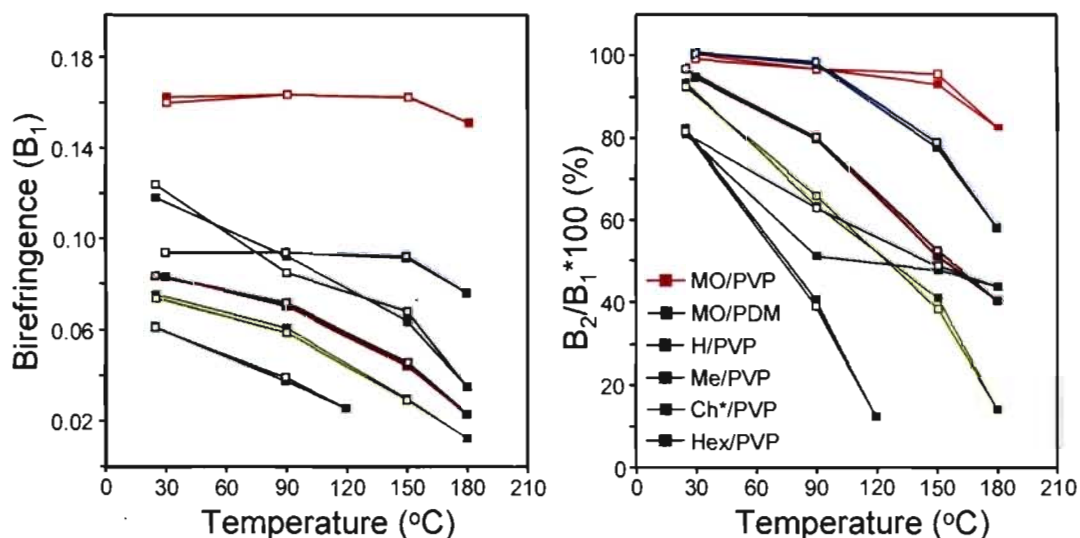 0.18
0.14
0.10
0.06
0.02
Birefringence (B₁)
0 30 60 90 120 150 180 210
Temperature (°C)
100
80
60
40
20
0
B₂/B₁*100 (%)
MO/PVP
MO/PDM
H/PVP
Me/PVP
Ch*/PVP
Hex/PVP
0 30 60 90 120 150 180 210
Temperature (°C)